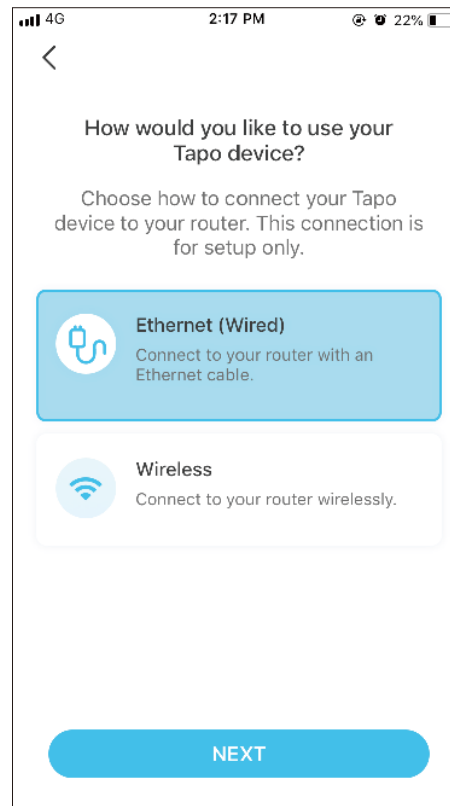 4G 2:17 PM 22%
How would you like to use your
Tapo device?
Choose how to connect your Tapo
device to your router. This connection is
for setup only.
Ethernet (Wired)
Connect to your router with an
Ethernet cable.
Wireless
Connect to your router wirelessly.
NEXT